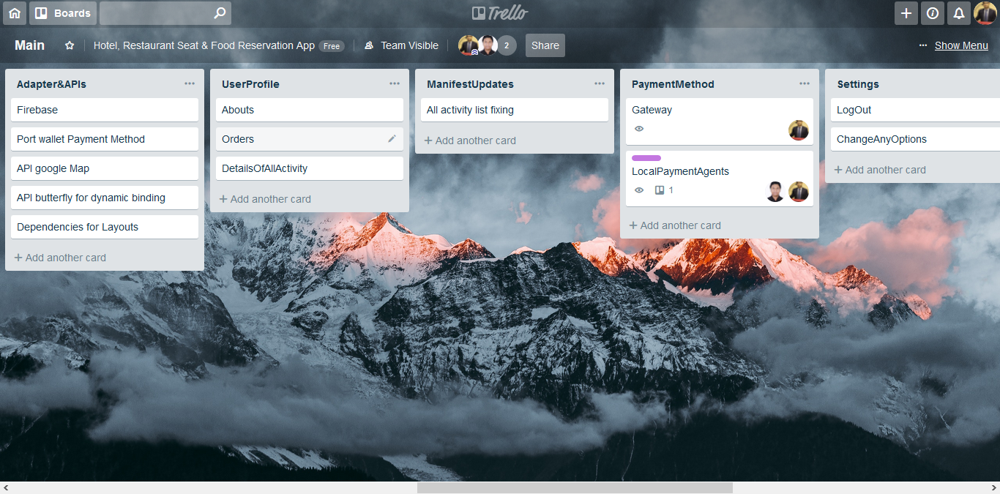 Boards
Trello
Main
Hotel, Restaurant Seat & Food Reservation App Free
Team Visible
2
Share
... Show Menu
Adapter&APIs
Firebase
Port wallet Payment Method
API google Map
API butterfly for dynamic binding
Dependencies for Layouts
+ Add another card
UserProfile
Abouts
Orders
DetailsOfAllActivity
+ Add another card
ManifestUpdates
All activity list fixing
+ Add another card
PaymentMethod
Gateway
LocalPaymentAgents
1
+ Add another card
Settings
LogOut
ChangeAnyOptions
+ Add another card